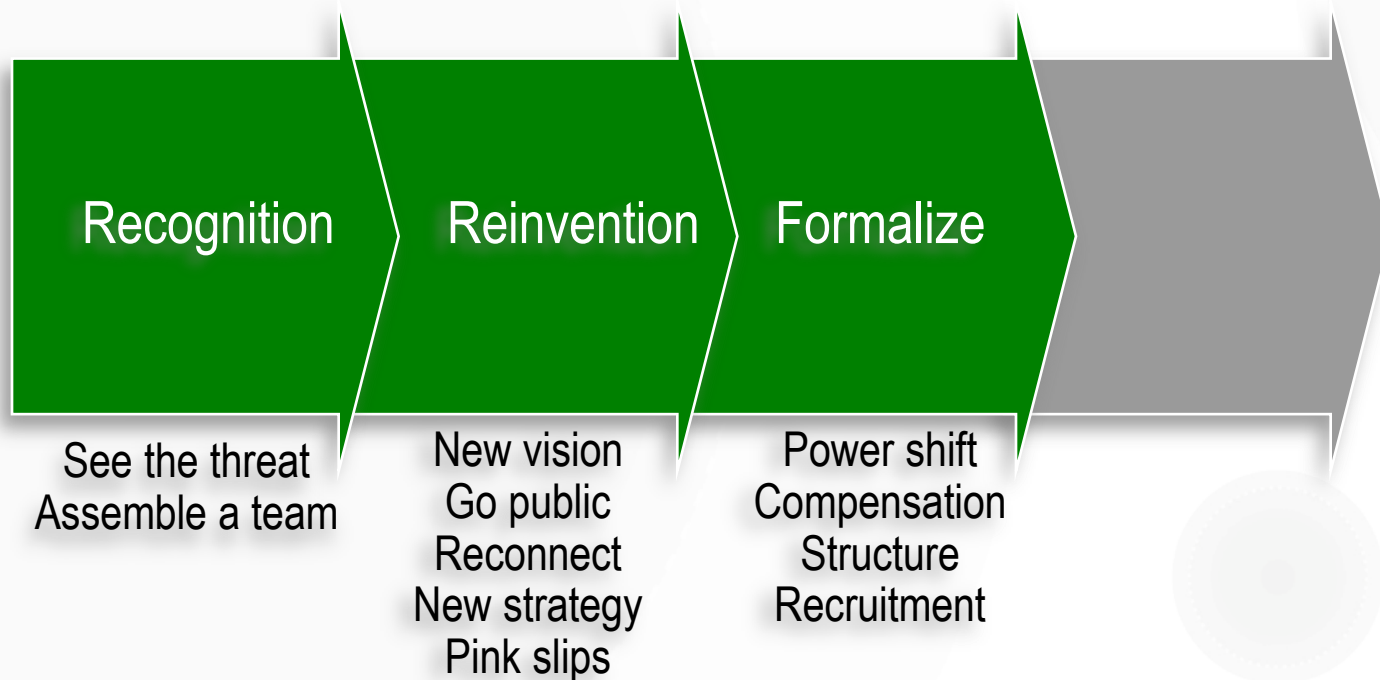 Recognition
See the threat
Assemble a team
Reinvention
New vision
Go public
Reconnect
New strategy
Pink slips
Formalize
Power shift
Compensation
Structure
Recruitment